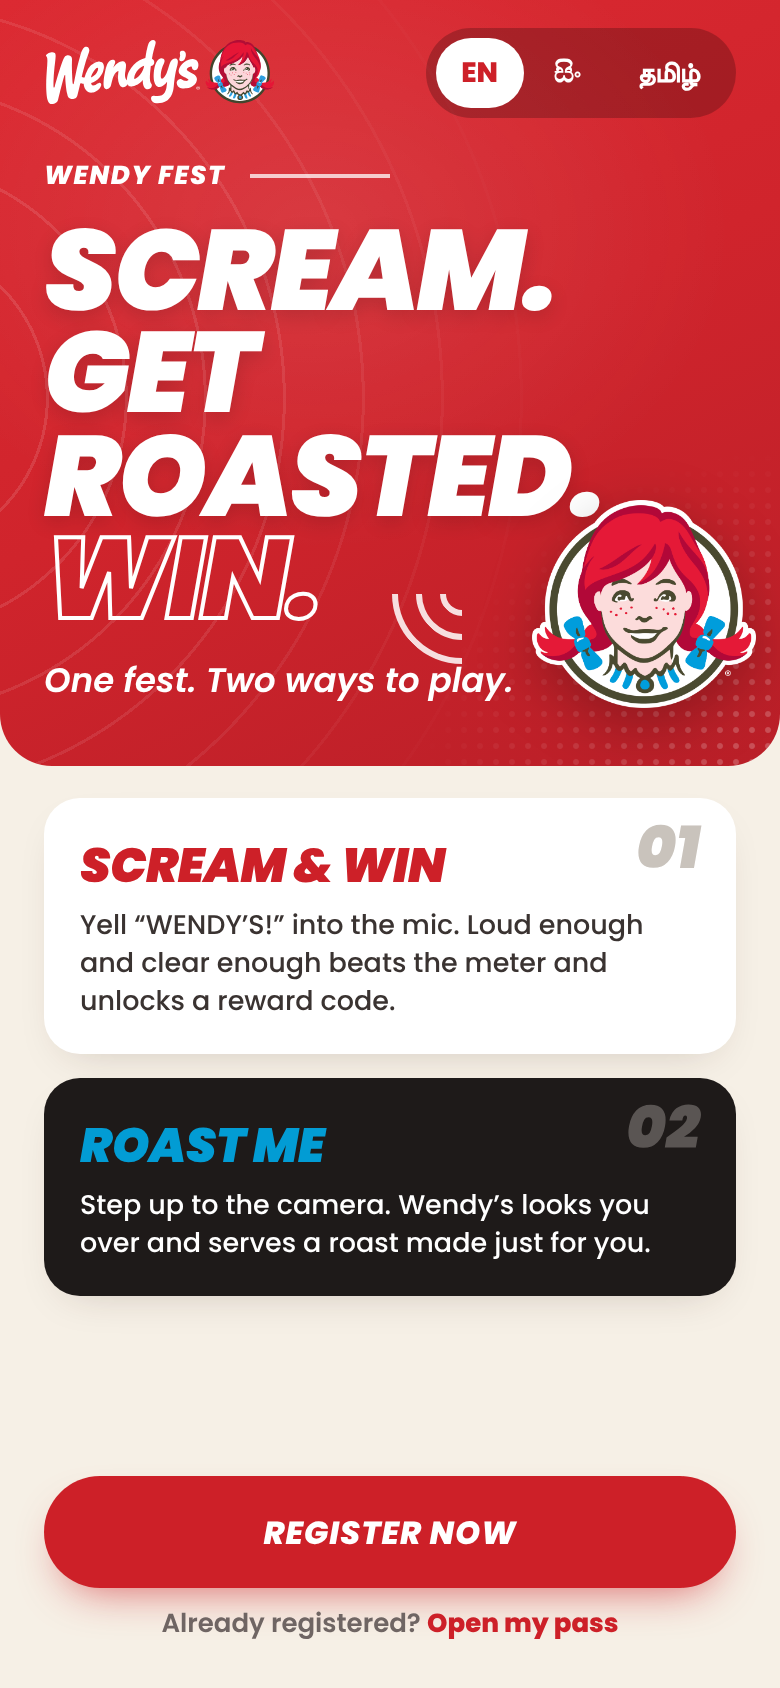 Wendy's
EN සිං தமிழ்
WENDY FEST
SCREAM.
GET
ROASTED.
WIN.
One fest. Two ways to play.
®
01
SCREAM & WIN
Yell “WENDY’S!” into the mic. Loud enough
and clear enough beats the meter and
unlocks a reward code.
02
ROAST ME
Step up to the camera. Wendy’s looks you
over and serves a roast made just for you.
REGISTER NOW
Already registered? Open my pass